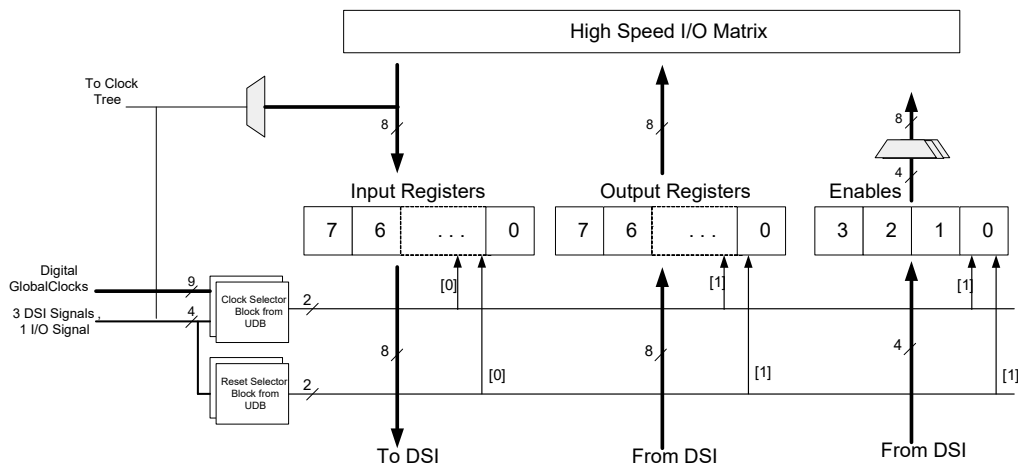 High Speed I/O Matrix
To Clock
Tree
8
8
8
4
Input Registers
Output Registers
Enables
7 6 . . . 0
7 6 . . . 0
3 2 1 0
Digital
GlobalClocks
9
3 DSI Signals ,
1 I/O Signal
4
Clock Selector
Block from
UDB
2
[0]
[1]
[1]
8
8
4
Reset Selector
Block from
UDB
2
[0]
[1]
[1]
To DSI
From DSI
From DSI